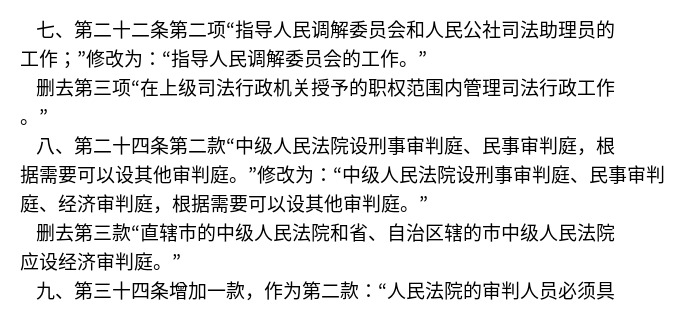 七、第二十二条第二项“指导人民调解委员会和人民公社司法助理员的
工作；”修改为：“指导人民调解委员会的工作。”
删去第三项“在上级司法行政机关授予的职权范围内管理司法行政工作
。”
八、第二十四条第二款“中级人民法院设刑事审判庭、民事审判庭，根
据需要可以设其他审判庭。”修改为：“中级人民法院设刑事审判庭、民事审判
庭、经济审判庭，根据需要可以设其他审判庭。”
删去第三款“直辖市的中级人民法院和省、自治区辖的市中级人民法院
应设经济审判庭。”
九、第三十四条增加一款，作为第二款：“人民法院的审判人员必须具